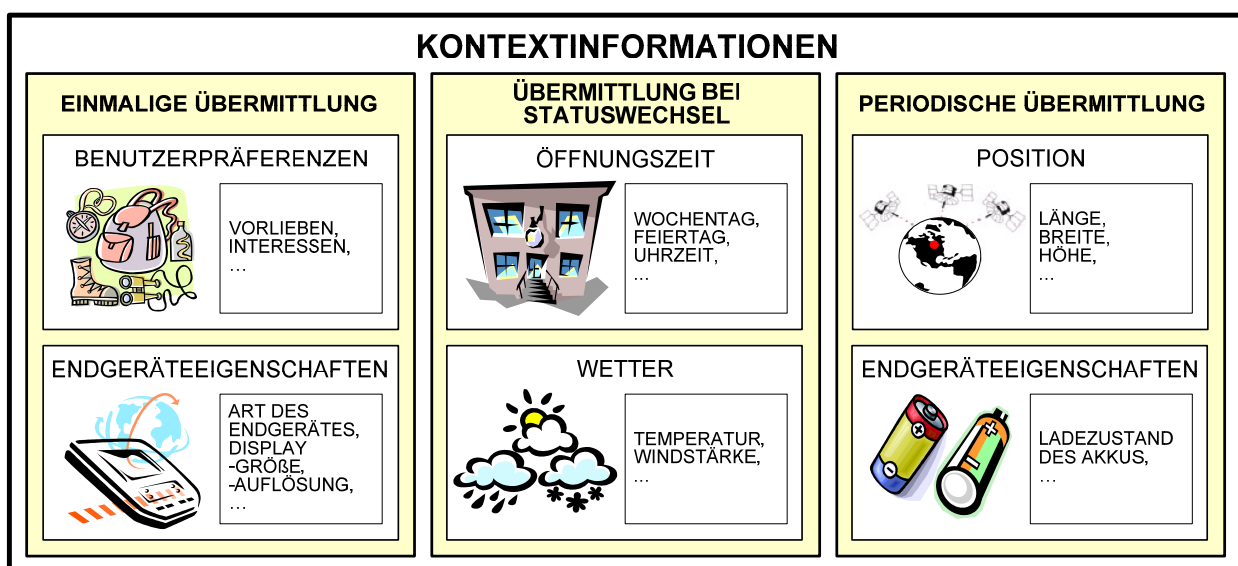 KONTEXTINFORMATIONEN
EINMALIGE ÜBERMITTLUNG
BENUTZERPRÄFERENZEN
VORLIEBEN,
INTERESSEN,
...
ENDGERÄTEEIGENSCHAFTEN
ART DES
ENDGERÄTES,
DISPLAY
-GRÖßE,
-AUFLÖSUNG,
...
ÜBERMITTLUNG BEI
STATUSWECHSEL
ÖFFNUNGSZEIT
WOCHENTAG,
FEIERTAG,
UHRZEIT,
...
WETTER
TEMPERATUR,
WINDSTÄRKE,
...
PERIODISCHE ÜBERMITTLUNG
POSITION
LÄNGE,
BREITE,
HÖHE,
...
ENDGERÄTEEIGENSCHAFTEN
LADEZUSTAND
DES AKKUS,
...